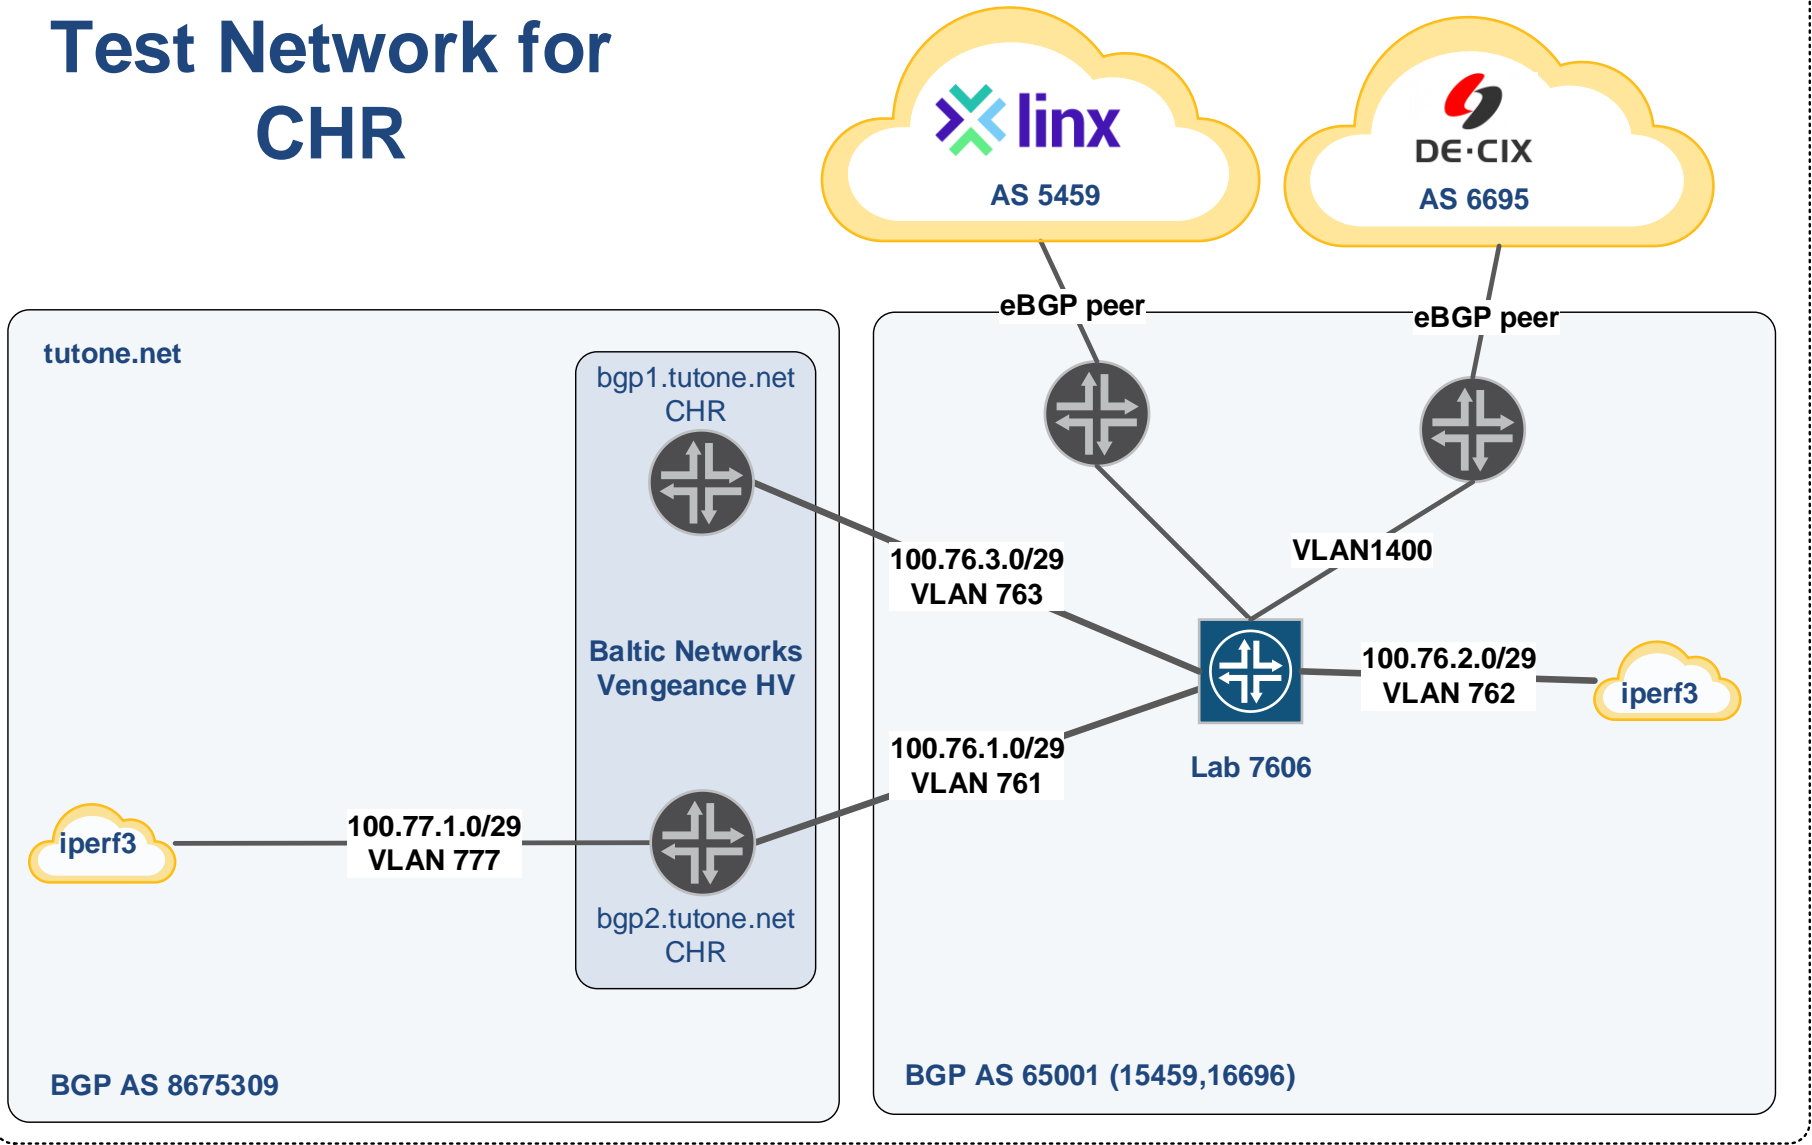 Test Network for
CHR
linx
AS 5459
DE-CIX
AS 6695
eBGP peer
eBGP peer
tutone.net
bgp1.tutone.net
CHR
100.76.3.0/29
VLAN 763
VLAN1400
Baltic Networks
Vengeance HV
100.76.2.0/29
VLAN 762
iperf3
100.76.1.0/29
VLAN 761
Lab 7606
iperf3
100.77.1.0/29
VLAN 777
bgp2.tutone.net
CHR
BGP AS 8675309
BGP AS 65001 (15459,16696)